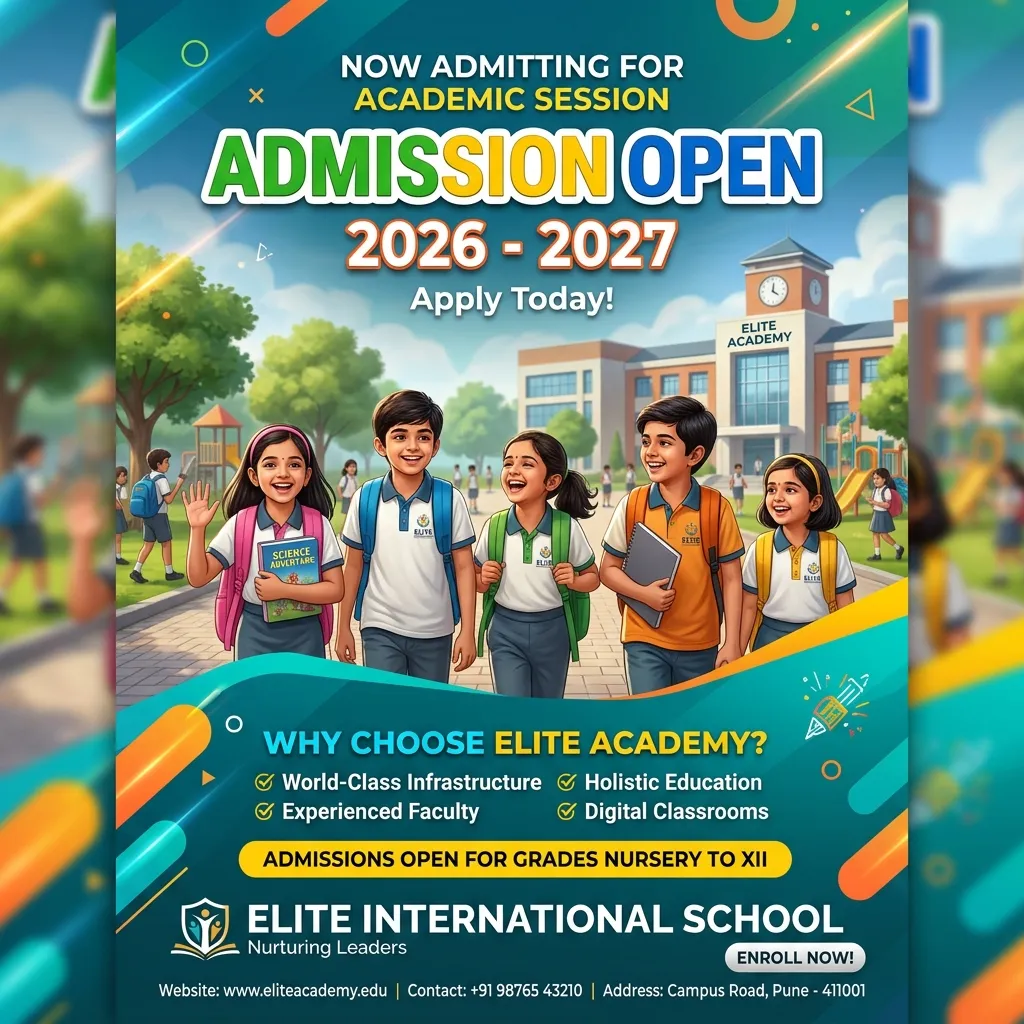 NOW ADMITTING FOR
ACADEMIC SESSION
ADMISSION OPEN
2026 - 2027
Apply Today!
ELITE
ACADEMY
SCIENCE
WHY CHOOSE ELITE ACADEMY?
World-Class Infrastructure
Holistic Education
Experienced Faculty
Digital Classrooms
ADMISSIONS OPEN FOR GRADES NURSERY TO XII
ELITE INTERNATIONAL SCHOOL
Nurturing Leaders
ENROLL NOW!
Website: www.eliteacademy.edu | Contact: +91 98765 43210 | Address: Campus Road, Pune - 411001